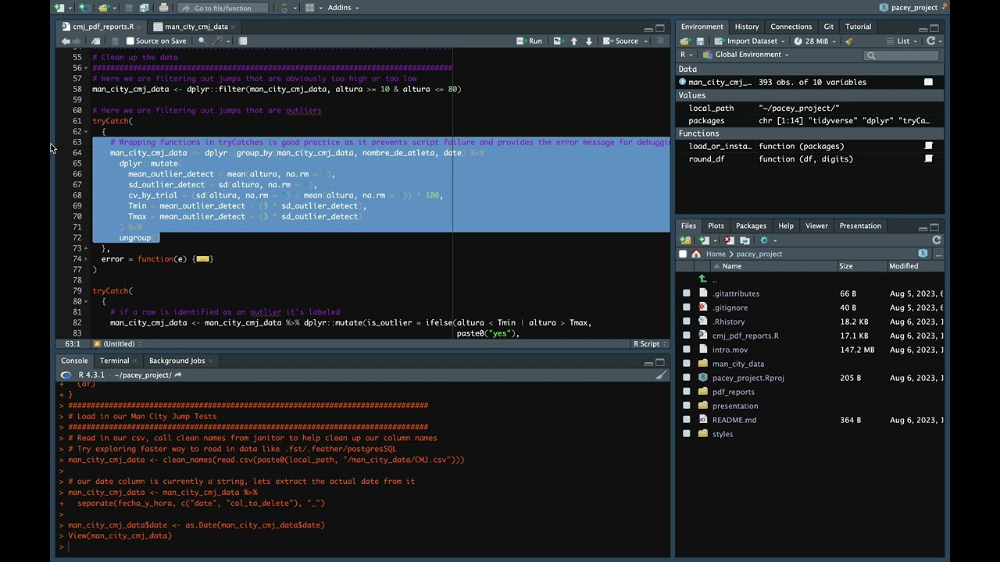 Go to file/function
Addins
pacey_project
cmj_pdf_reports.R
man_city_cmj_data
Source on Save
Run
Source
55 # Clean up the data
56 ################################################################################
57 # Here we are filtering out jumps that are obviously too high or too low
58 man_city_cmj_data <- dplyr::filter(man_city_cmj_data, altura >= 10 & altura <= 80)
59
60 # Here we are filtering out jumps that are outliers
61 tryCatch(
62 {
63 # Wrapping functions in tryCatches is good practice as it prevents script failure and provides the error message for debuggin
64 man_city_cmj_data <- dplyr::group_by(man_city_cmj_data, nombre_de_atleta, date) %>%
65 dplyr::mutate(
66 mean_outlier_detect = mean(altura, na.rm = T),
67 sd_outlier_detect = sd(altura, na.rm = T),
68 cv_by_trial = (sd(altura, na.rm = T) / mean(altura, na.rm = T)) * 100,
69 Tmin = mean_outlier_detect - (3 * sd_outlier_detect),
70 Tmax = mean_outlier_detect + (3 * sd_outlier_detect)
71 ) %>%
72 ungroup()
73 },
74 error = function(e) {
77 )
78
79 tryCatch(
80 {
81 # if a row is identified as an outlier it's labeled
82 man_city_cmj_data <- man_city_cmj_data %>% dplyr::mutate(is_outlier = ifelse(altura < Tmin | altura > Tmax,
83 paste0("yes"),
63:1 (Untitled)
R Script
Console Terminal Background Jobs
R 4.3.1 · ~/pacey_project/
+ (df)
+ }
> ################################################################################
> # Load in our Man City Jump Tests
> ################################################################################
> # Read in our csv, call clean names from janitor to help clean up our column names
> # Try exploring faster way to read in data like .fst/.feather/postgresSQL
> man_city_cmj_data <- clean_names(read.csv(paste0(local_path, "/man_city_data/CMJ.csv")))
>
> # our date column is currently a string, lets extract the actual date from it
> man_city_cmj_data <- man_city_cmj_data %>%
+ separate(fecha_y_hora, c("date", "col_to_delete"), "_")
>
> man_city_cmj_data$date <- as.Date(man_city_cmj_data$date)
> View(man_city_cmj_data)
>
Environment History Connections Git Tutorial
Import Dataset 28 MiB List
R Global Environment
Data
man_city_cmj_… 393 obs. of 10 variables
Values
local_path "~/pacey_project/"
packages chr [1:14] "tidyverse" "dplyr" "tryCa…
Functions
load_or_insta… function (packages)
round_df function (df, digits)
Files Plots Packages Help Viewer Presentation
Home pacey_project
Name Size Modified
..
.gitattributes 66 B Aug 5, 2023, 6
.gitignore 40 B Aug 5, 2023, 6
.Rhistory 18.2 KB Aug 6, 2023, 1
cmj_pdf_reports.R 17.1 KB Aug 6, 2023, 1
intro.mov 147.2 MB Aug 6, 2023, 1
man_city_data
pacey_project.Rproj 205 B Aug 6, 2023, 1
pdf_reports
presentation
README.md 364 B Aug 6, 2023, 1
styles